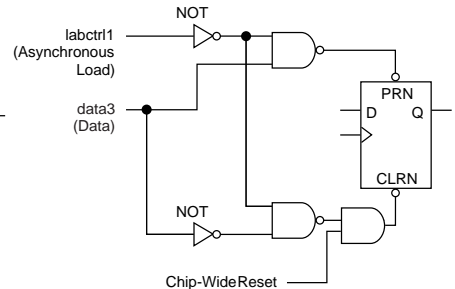 NOT
labctrl1
(Asynchronous
Load)
PRN
data3
(Data)
D
Q
CLRN
NOT
Chip-Wide Reset